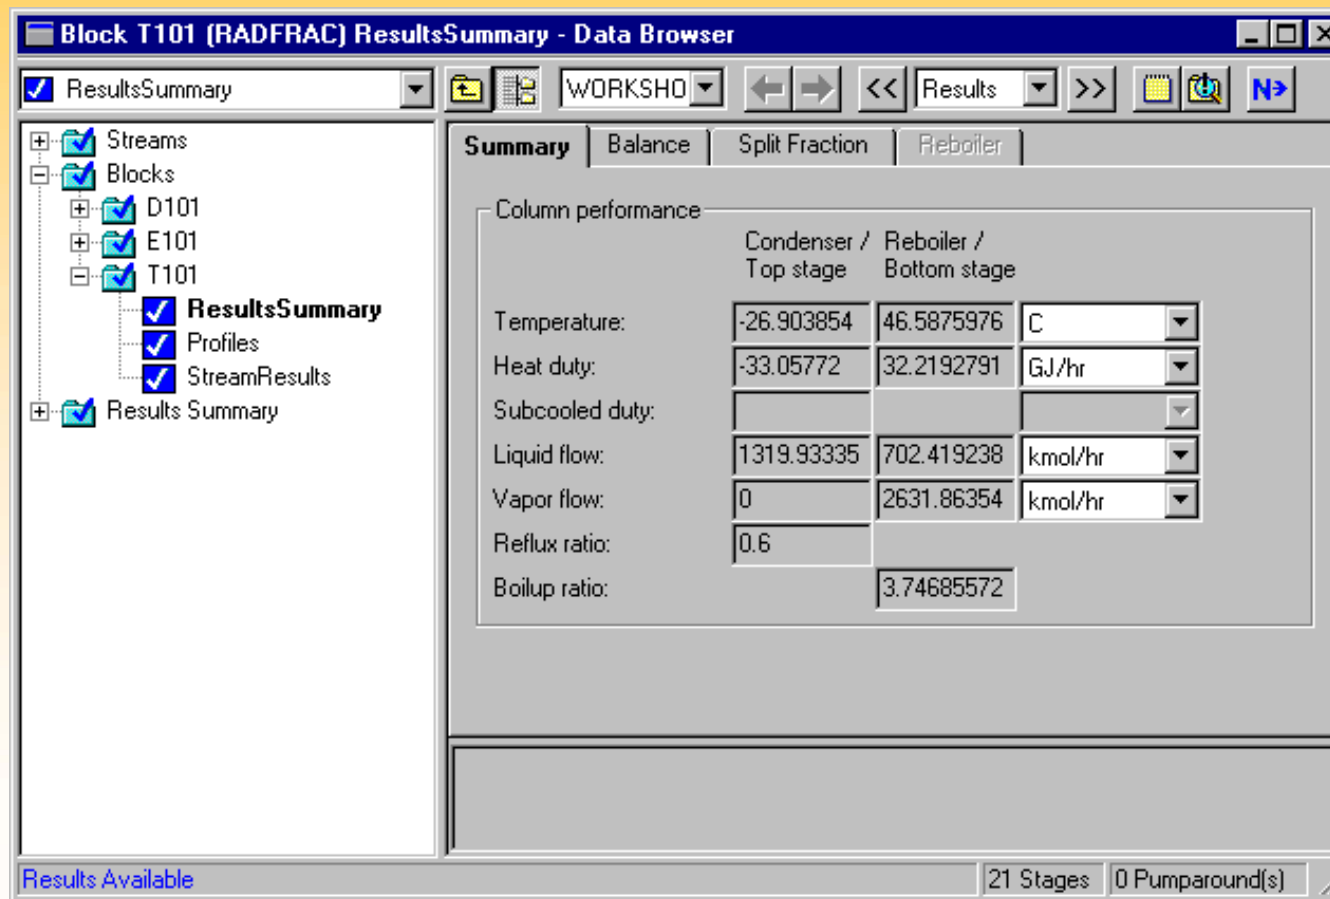 Block T101 (RADFRAC) ResultsSummary - Data Browser
ResultsSummary
WORKSHO
<<
Results
>>
N
Streams
Blocks
D101
E101
T101
ResultsSummary
Profiles
StreamResults
Results Summary
Summary Balance Split Fraction Reboiler
Column performance
Condenser / Reboiler /
Top stage Bottom stage
Temperature: -26.903854 46.5875976 C
Heat duty: -33.05772 32.2192791 GJ/hr
Subcooled duty:
Liquid flow: 1319.93335 702.419238 kmol/hr
Vapor flow: 0 2631.86354 kmol/hr
Reflux ratio: 0.6
Boilup ratio: 3.74685572
Results Available 21 Stages 0 Pumparound(s)